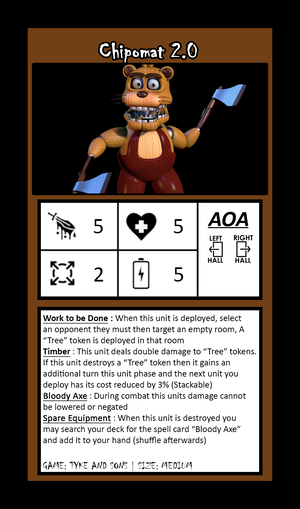 Chipomat 2.0
5
5
AOA
LEFT HALL
RIGHT HALL
2
5
Work to be Done : When this unit is deployed, select
an opponent they must then target an empty room, A
“Tree” token is deployed in that room
Timber : This unit deals double damage to “Tree” tokens.
If this unit destroys a “Tree” token then it gains an
additional turn this unit phase and the next unit you
deploy has its cost reduced by 3% (Stackable)
Bloody Axe : During combat this units damage cannot
be lowered or negated
Spare Equipment : When this unit is destroyed you
may search your deck for the spell card “Bloody Axe”
and add it to your hand (shuffle afterwards)
GAME: TYKE AND SONS | SIZE: MEDIUM